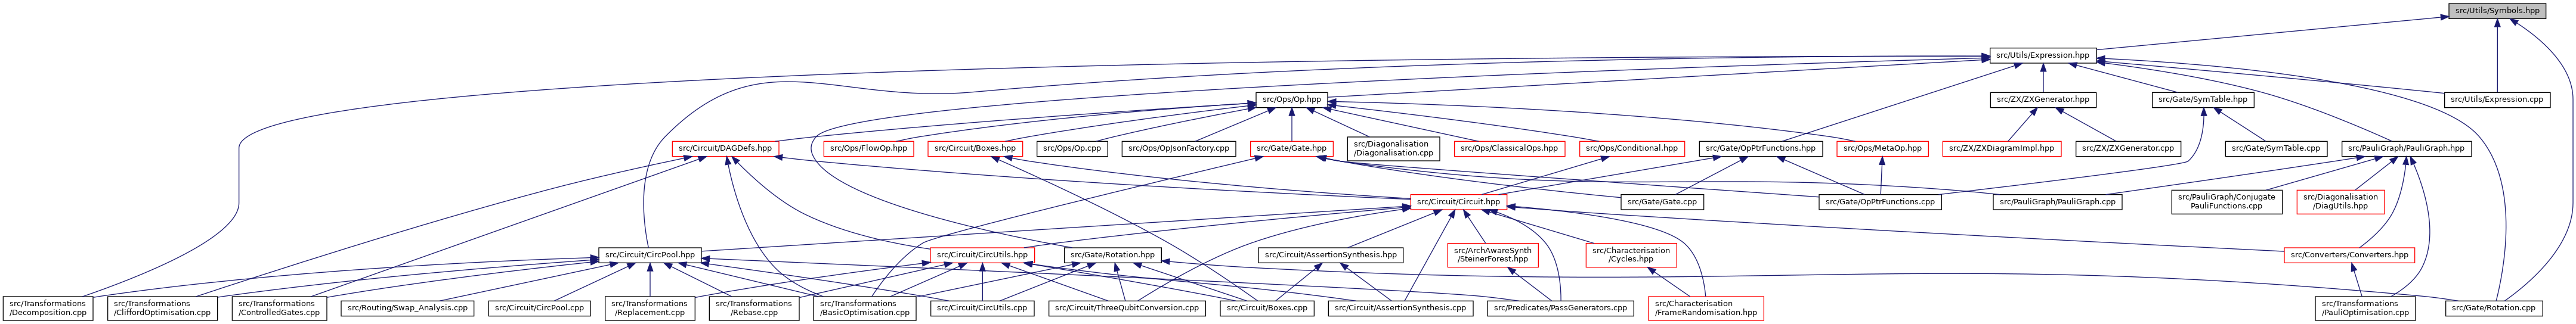 src/Utils/Symbols.hpp
src/Utils/Expression.hpp
src/Ops/Op.hpp
src/ZX/ZXGenerator.hpp
src/Gate/SymTable.hpp
src/Utils/Expression.cpp
src/Circuit/DAGDefs.hpp
src/Ops/FlowOp.hpp
src/Circuit/Boxes.hpp
src/Ops/Op.cpp
src/Ops/OpJsonFactory.cpp
src/Gate/Gate.hpp
src/Diagonalisation
/Diagonalisation.cpp
src/Ops/ClassicalOps.hpp
src/Ops/Conditional.hpp
src/Gate/OpPtrFunctions.hpp
src/Ops/MetaOp.hpp
src/ZX/ZXDiagramImpl.hpp
src/ZX/ZXGenerator.cpp
src/Gate/SymTable.cpp
src/PauliGraph/PauliGraph.hpp
src/Circuit/Circuit.hpp
src/Gate/Gate.cpp
src/Gate/OpPtrFunctions.cpp
src/PauliGraph/PauliGraph.cpp
src/PauliGraph/Conjugate
PauliFunctions.cpp
src/Diagonalisation
/DiagUtils.hpp
src/Circuit/CircPool.hpp
src/Circuit/CircUtils.hpp
src/Gate/Rotation.hpp
src/Circuit/AssertionSynthesis.hpp
src/ArchAwareSynth
/SteinerForest.hpp
src/Characterisation
/Cycles.hpp
src/Converters/Converters.hpp
src/Transformations
/Decomposition.cpp
src/Transformations
/CliffordOptimisation.cpp
src/Transformations
/ControlledGates.cpp
src/Routing/Swap_Analysis.cpp
src/Circuit/CircPool.cpp
src/Transformations
/Replacement.cpp
src/Transformations
/Rebase.cpp
src/Transformations
/BasicOptimisation.cpp
src/Circuit/CircUtils.cpp
src/Circuit/ThreeQubitConversion.cpp
src/Circuit/Boxes.cpp
src/Circuit/AssertionSynthesis.cpp
src/Predicates/PassGenerators.cpp
src/Characterisation
/FrameRandomisation.hpp
src/Transformations
/PauliOptimisation.cpp
src/Gate/Rotation.cpp